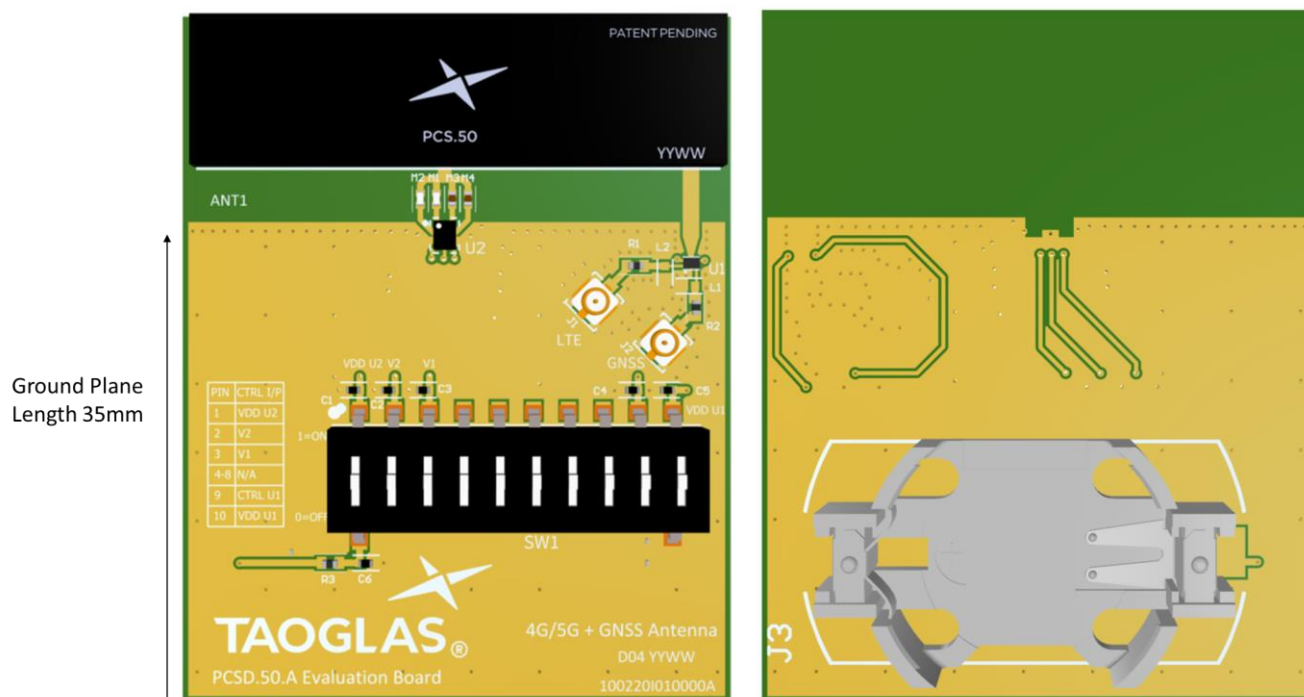 PATENT PENDING
PCS.50
YYWW
M2 M1 M3 M4
ANT1
U2
R1 L2
U1
L1
J1
R2
LTE
J2
GNSS
Ground Plane
Length 35mm
VDD U2 V2 V1
C1 C2 C3 C4 C5
VDD U1
PIN CTRL I/P
1 VDD U2
2 V2
3 V1
4-8 N/A
9 CTRL U1
10 VDD U1
1=ON
0=OFF
SW1
R3 C6
TAOGLAS®
4G/5G + GNSS Antenna
D04 YYWW
PCSD.50.A Evaluation Board
100220I010000A
J3